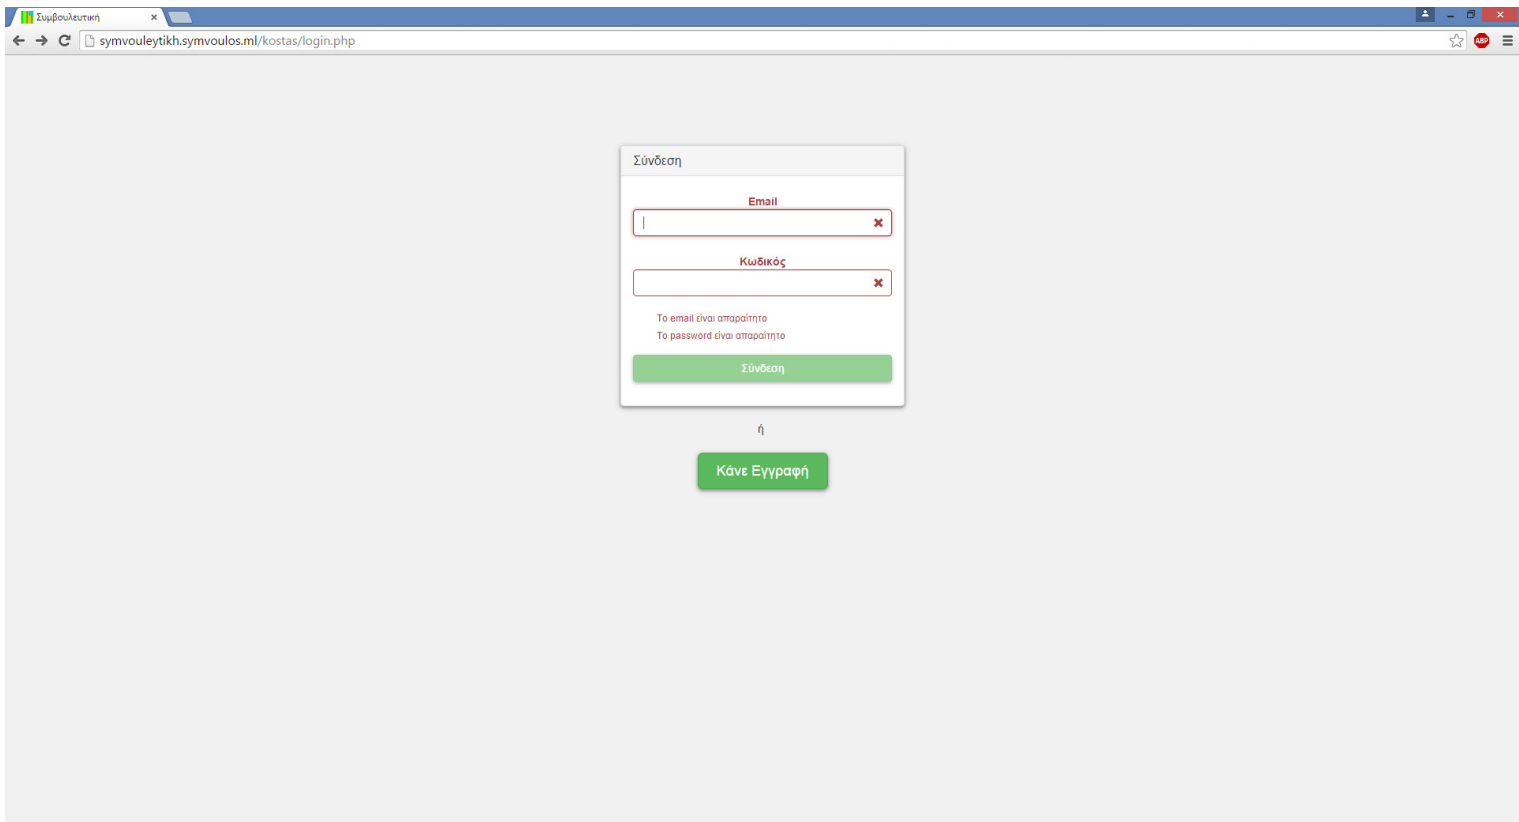 Συμβουλευτική
symvouleytikh.symvoulos.ml/kostas/login.php
ABP
Σύνδεση
Email
Κωδικός
Το email είναι απαραίτητο
Το password είναι απαραίτητο
Σύνδεση
ή
Κάνε Εγγραφή